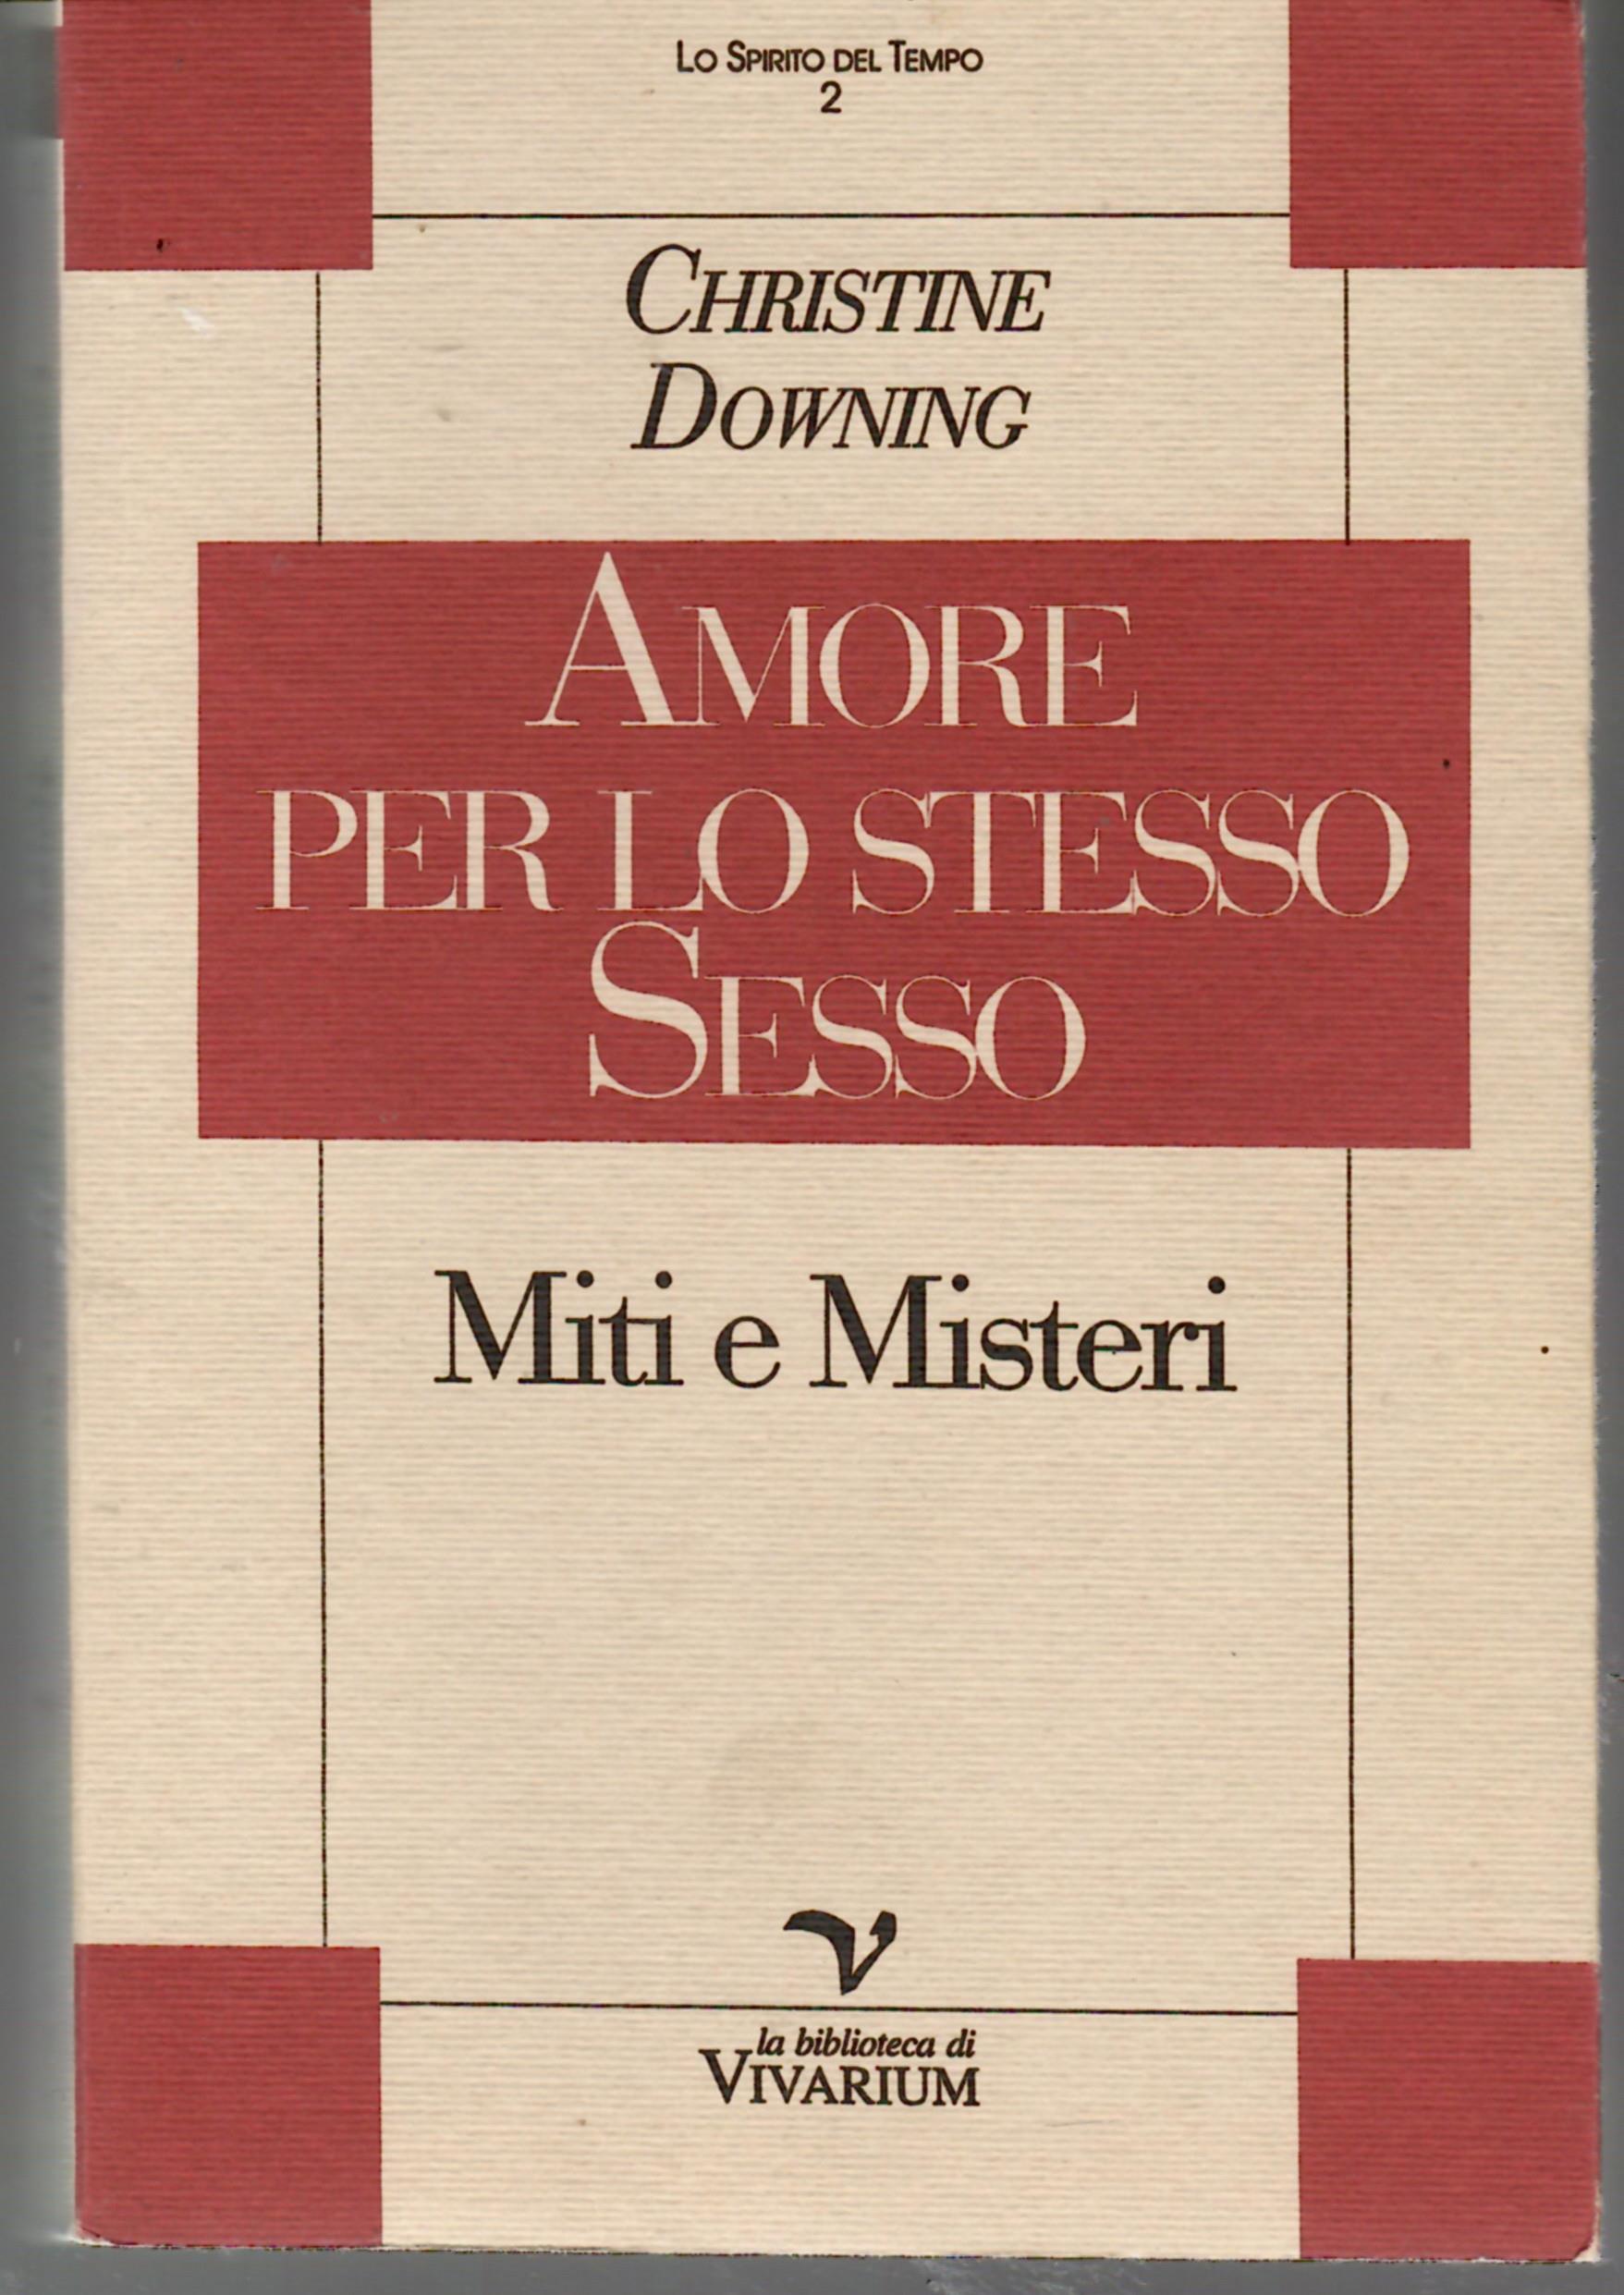 Lo Spirito del Tempo
2
Christine
Downing
Amore
per lo stesso
Sesso
Miti e Misteri
V
la biblioteca di
Vivarium